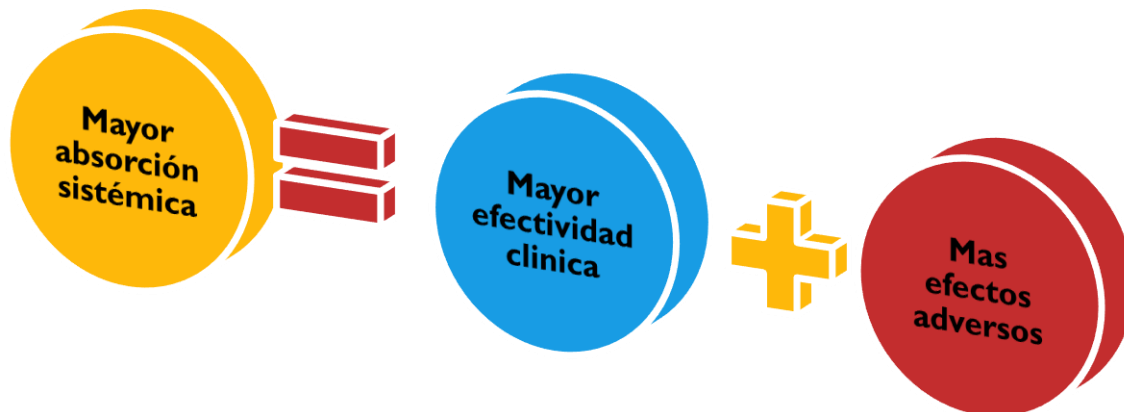 Mayor
absorción
sistémica
Mayor
efectividad
clinica
Mas
efectos
adversos